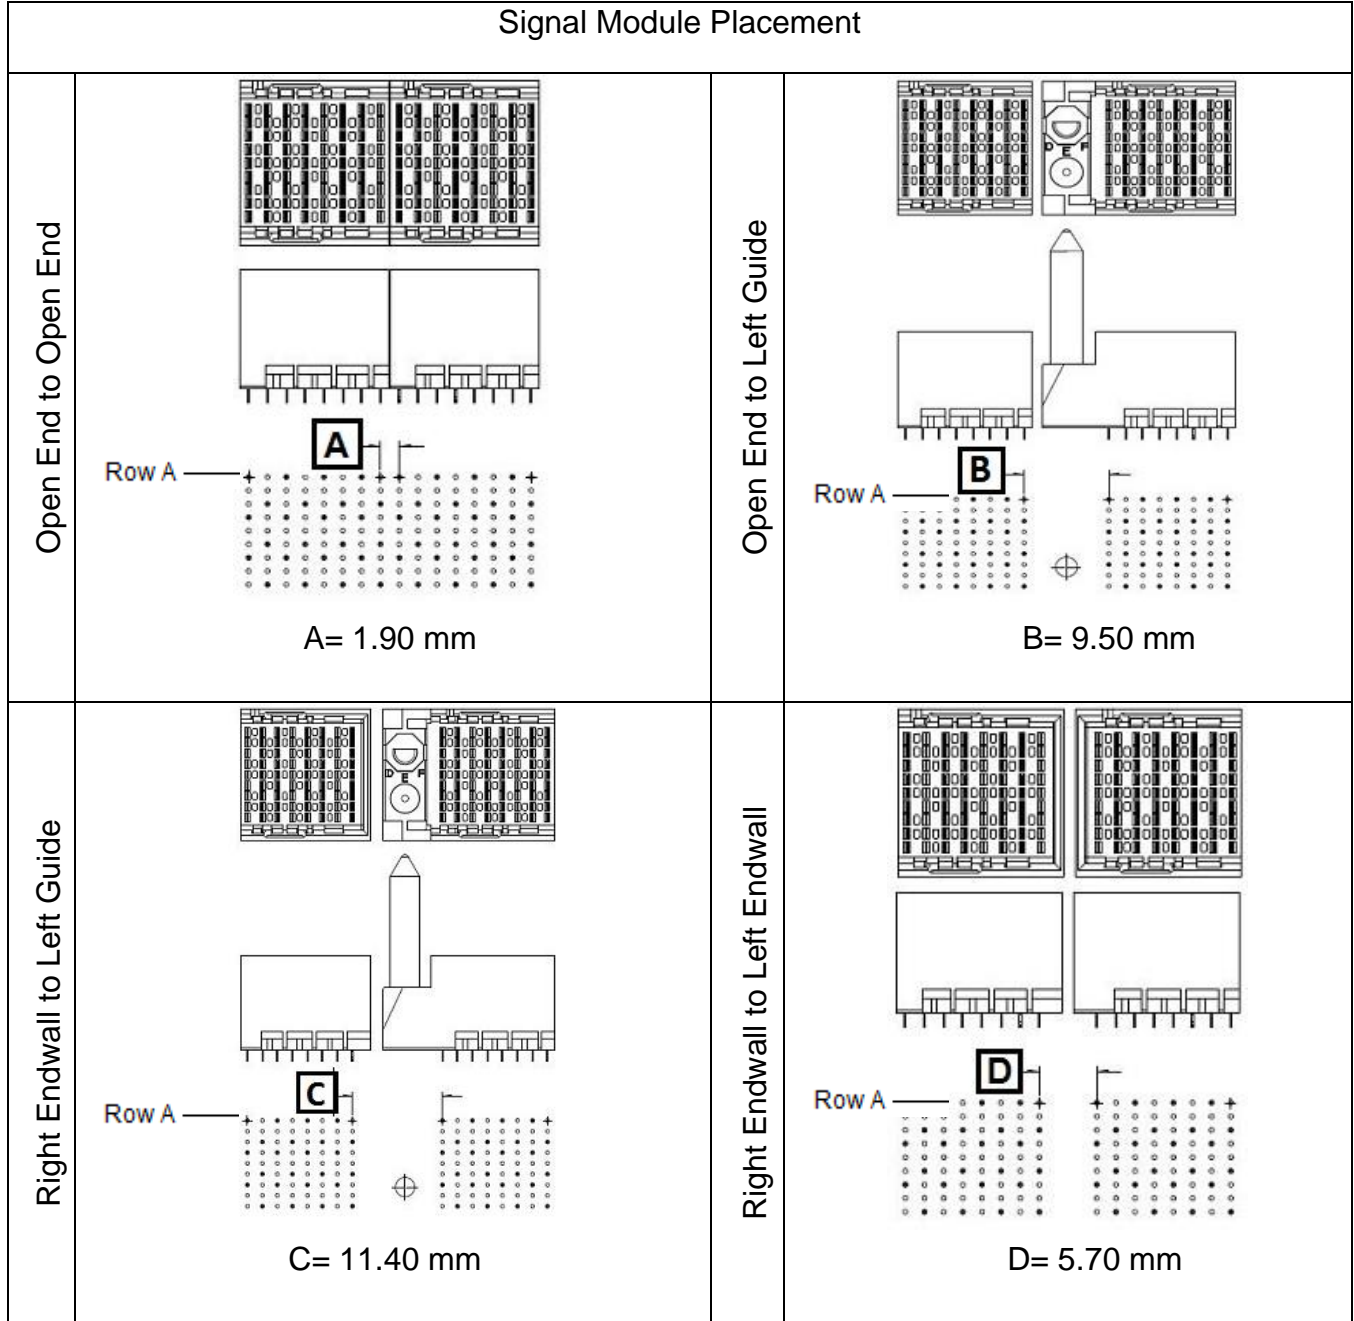 Signal Module Placement
Open End to Open End
A
Row A
A= 1.90 mm
Open End to Left Guide
D E F
B
Row A
B= 9.50 mm
Right Endwall to Left Guide
D E F
C
Row A
C= 11.40 mm
Right Endwall to Left Endwall
D
Row A
D= 5.70 mm